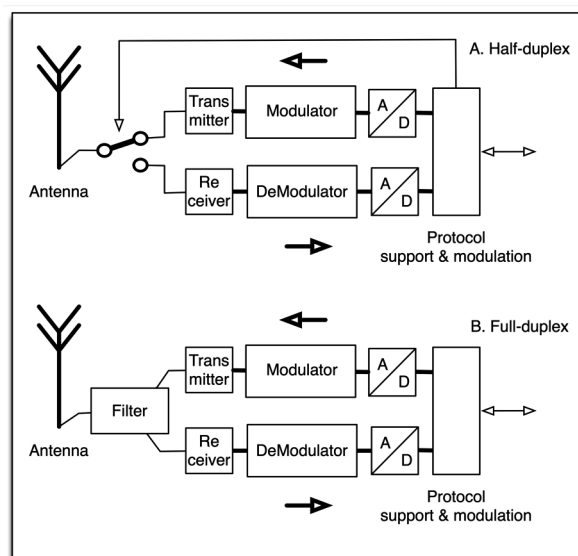 A. Half-duplex
Trans
mitter
Modulator
A
D
Antenna
Re
ceiver
DeModulator
A
D
Protocol
support & modulation
B. Full-duplex
Trans
mitter
Modulator
A
D
Filter
Antenna
Re
ceiver
DeModulator
A
D
Protocol
support & modulation